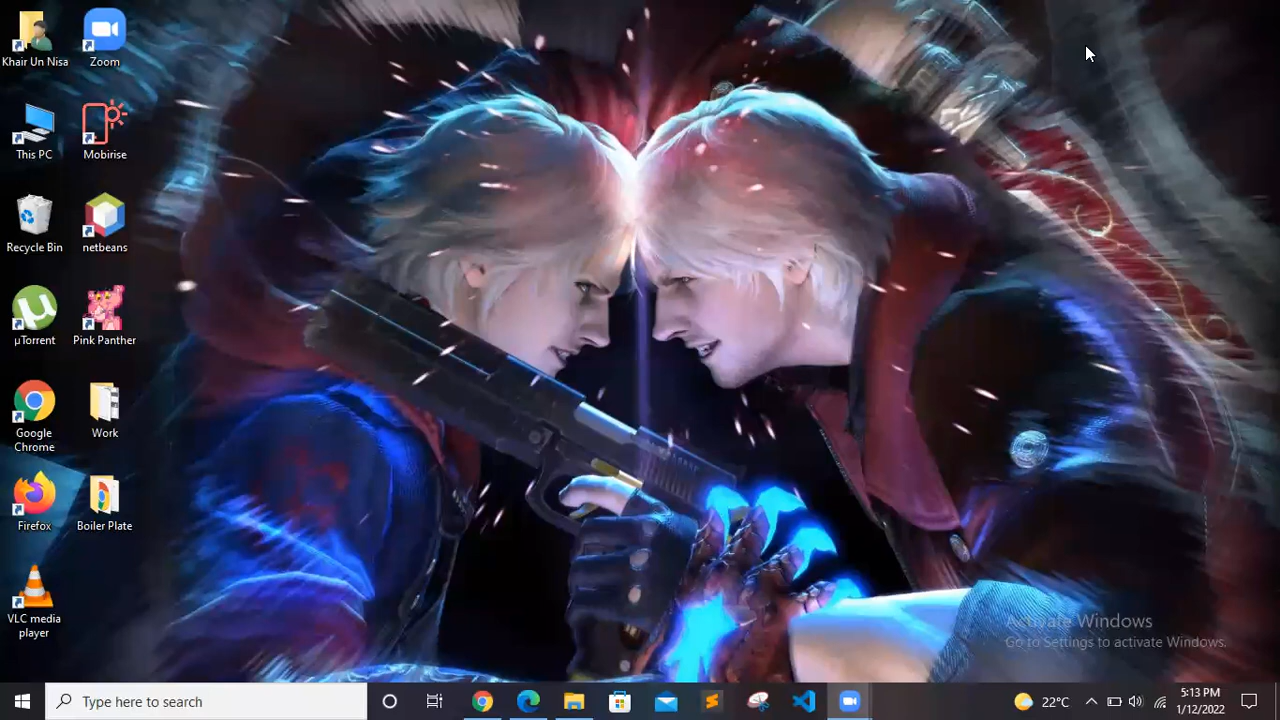 Khair Un Nisa
Zoom
This PC
Mobirise
Recycle Bin
netbeans
µTorrent
Pink Panther
Google
Chrome
Work
Firefox
Boiler Plate
VLC media
player
Activate Windows
Go to Settings to activate Windows.
Type here to search
22°C
5:13 PM
1/12/2022